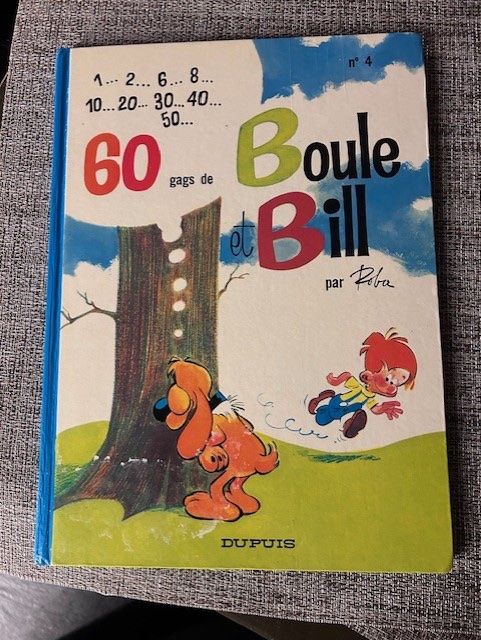 n° 4
1... 2... 6... 8...
10... 20... 30... 40...
50...
60 gags de Boule
et Bill
par Roba
DUPUIS